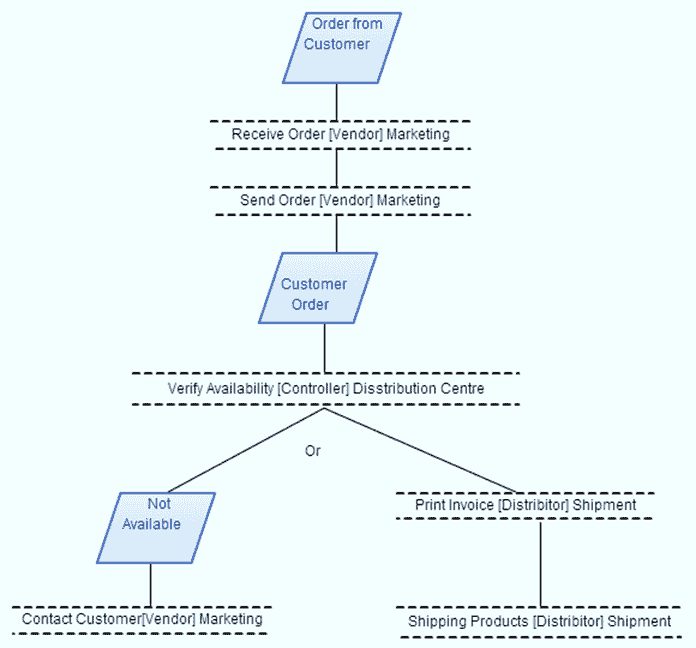 Order from
Customer
Receive Order [Vendor] Marketing
Send Order [Vendor] Marketing
Customer
Order
Verify Availability [Controller] Disstribution Centre
Or
Not
Available
Print Invoice [Distribitor] Shipment
Contact Customer[Vendor] Marketing
Shipping Products [Distribitor] Shipment